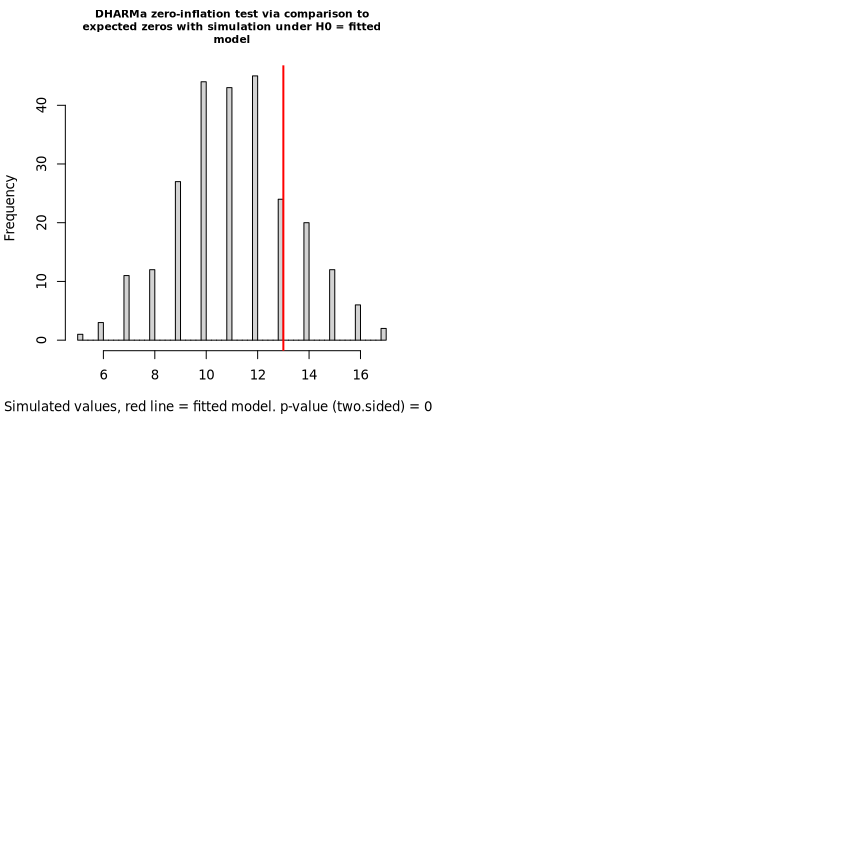 DHARMa zero-inflation test via comparison to
expected zeros with simulation under H0 = fitted
model
Frequency
40
30
20
10
0
6 8 10 12 14 16
Simulated values, red line = fitted model. p-value (two.sided) = 0